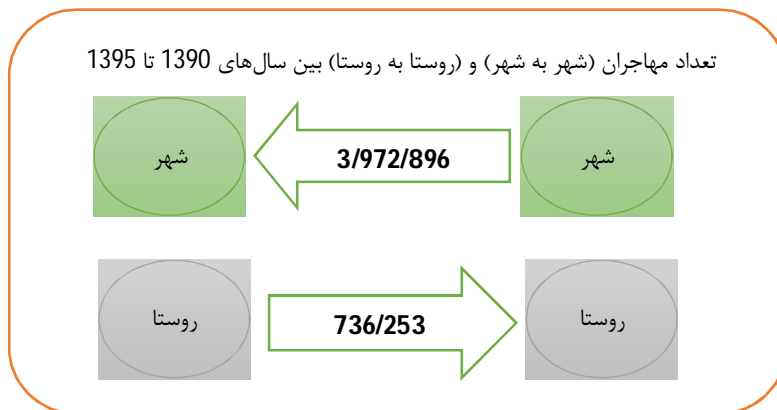 تعداد مهاجران (شهر به شهر) و (روستا به روستا) بین سال‌های 1390 تا 1395
شهر
3/972/896
شهر
روستا
736/253
روستا